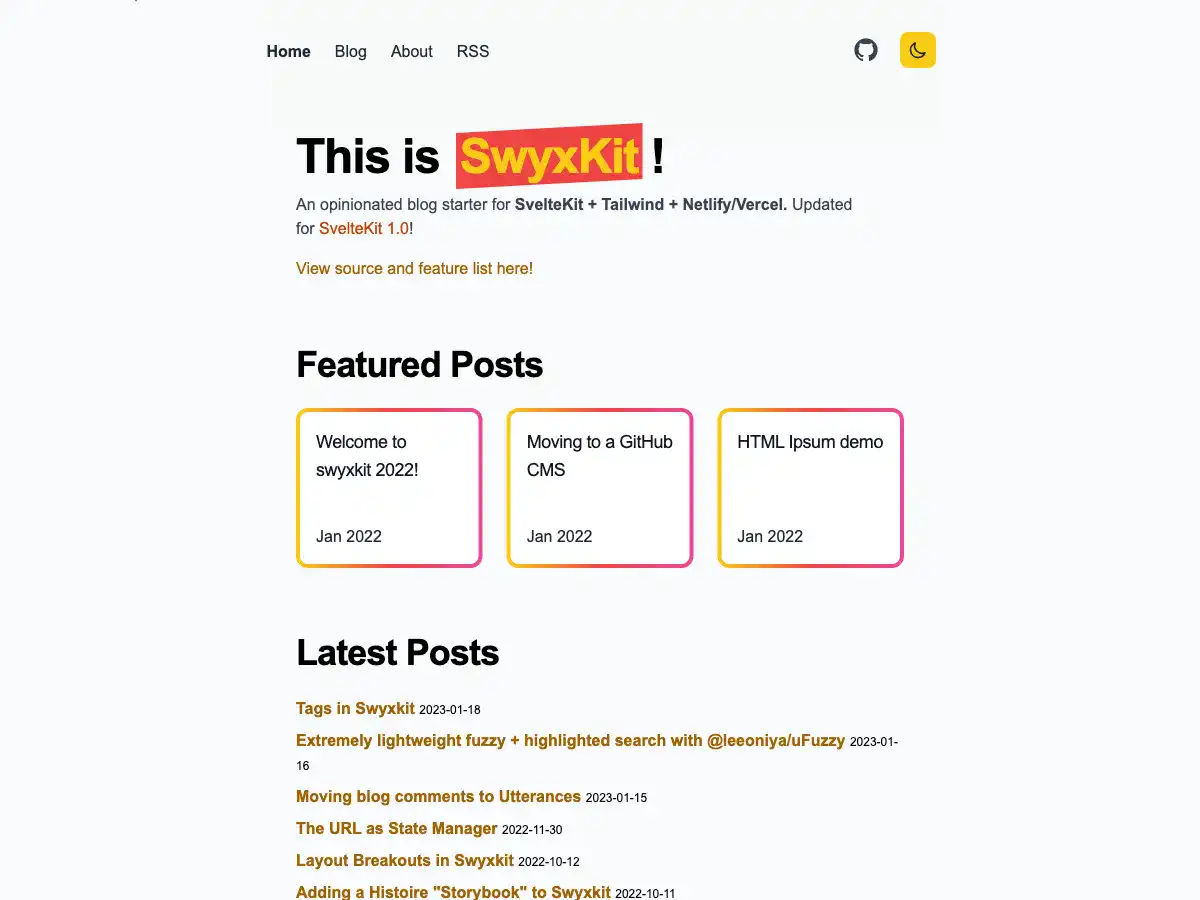 Home Blog About RSS
This is SwyxKit !
An opinionated blog starter for SvelteKit + Tailwind + Netlify/Vercel. Updated
for SvelteKit 1.0!
View source and feature list here!
Featured Posts
Welcome to
swyxkit 2022!
Jan 2022
Moving to a GitHub
CMS
Jan 2022
HTML Ipsum demo
Jan 2022
Latest Posts
Tags in Swyxkit 2023-01-18
Extremely lightweight fuzzy + highlighted search with @leeoniya/uFuzzy 2023-01-
16
Moving blog comments to Utterances 2023-01-15
The URL as State Manager 2022-11-30
Layout Breakouts in Swyxkit 2022-10-12
Adding a Histoire "Storybook" to Swyxkit 2022-10-11